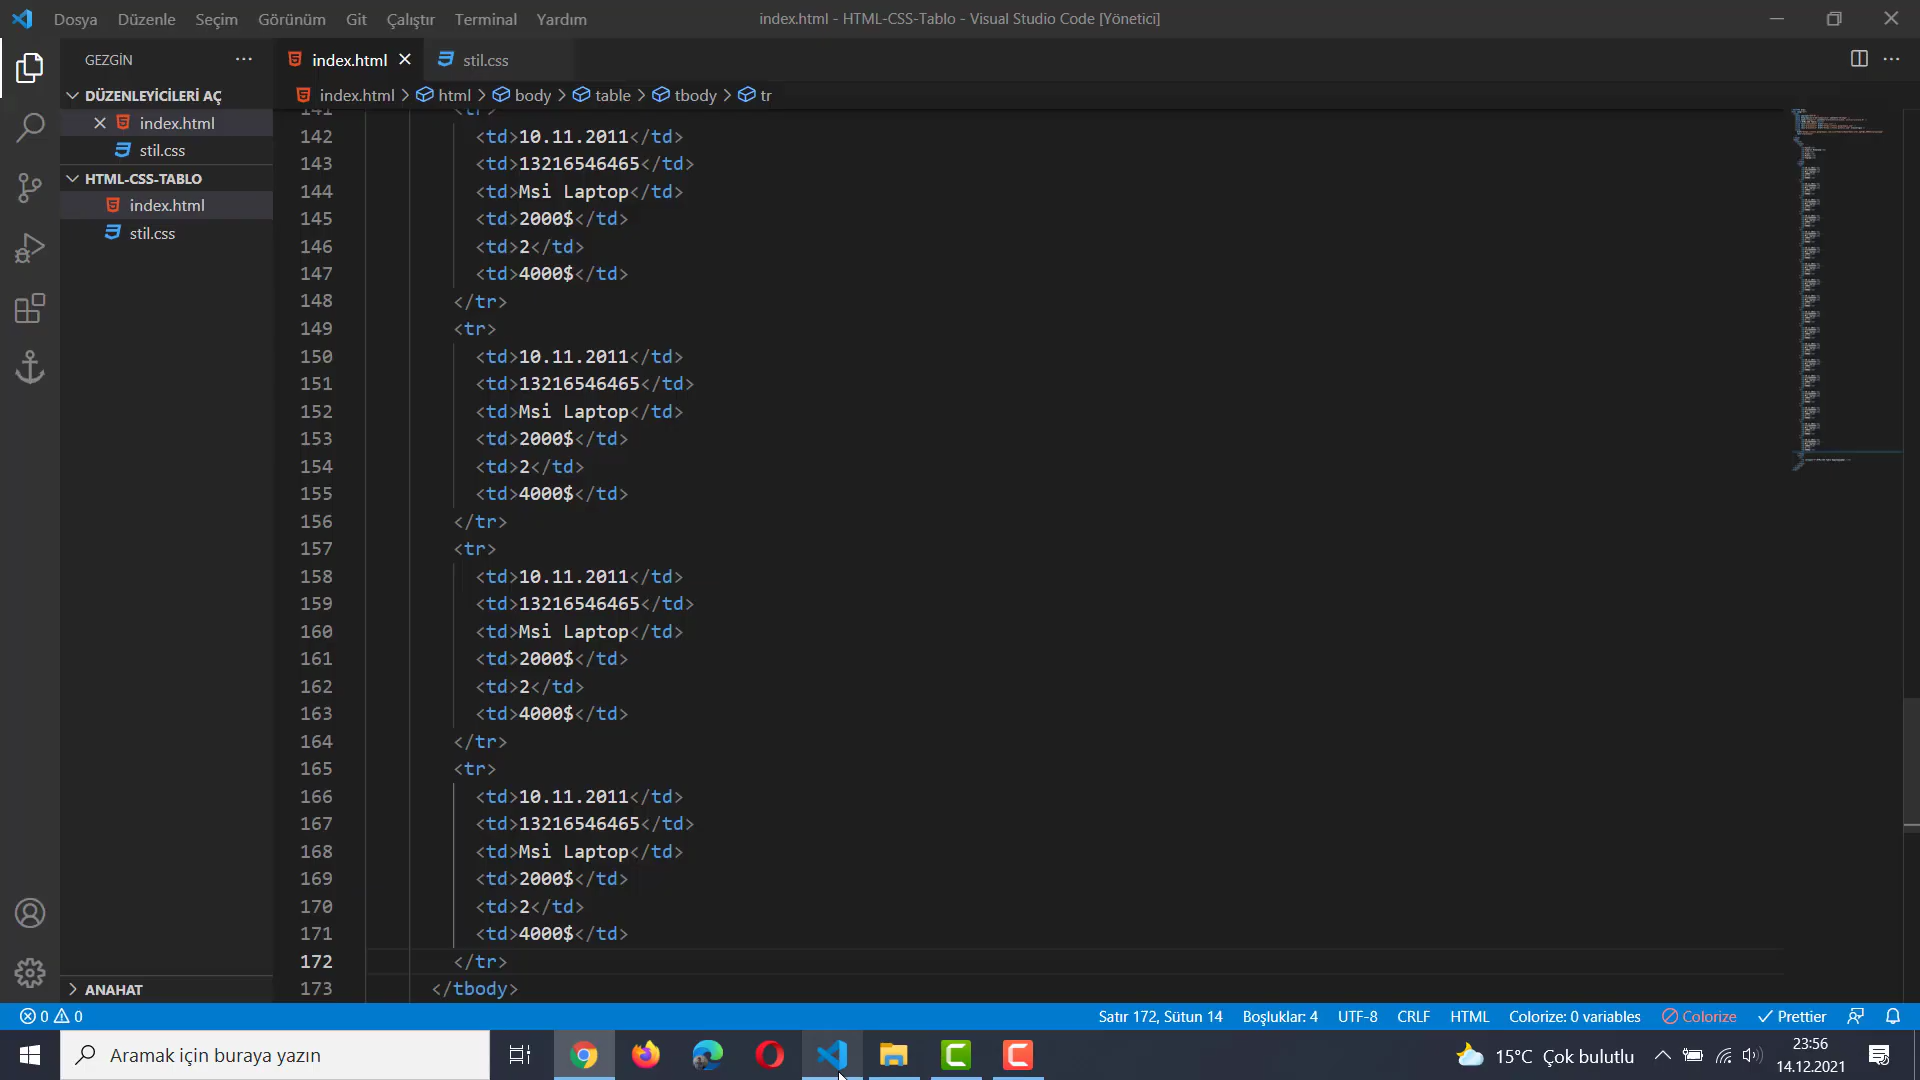 Dosya Düzenle Seçim Görünüm Git Çalıştır Terminal Yardım
index.html - HTML-CSS-Tablo - Visual Studio Code [Yönetici]
GEZGİN
index.html
stil.css
DÜZENLEYİCİLERİ AÇ
index.html > html > body > table > tbody > tr
index.html
stil.css
HTML-CSS-TABLO
index.html
stil.css
141 <tr>
142 <td>10.11.2011</td>
143 <td>13216546465</td>
144 <td>Msi Laptop</td>
145 <td>2000$</td>
146 <td>2</td>
147 <td>4000$</td>
148 </tr>
149 <tr>
150 <td>10.11.2011</td>
151 <td>13216546465</td>
152 <td>Msi Laptop</td>
153 <td>2000$</td>
154 <td>2</td>
155 <td>4000$</td>
156 </tr>
157 <tr>
158 <td>10.11.2011</td>
159 <td>13216546465</td>
160 <td>Msi Laptop</td>
161 <td>2000$</td>
162 <td>2</td>
163 <td>4000$</td>
164 </tr>
165 <tr>
166 <td>10.11.2011</td>
167 <td>13216546465</td>
168 <td>Msi Laptop</td>
169 <td>2000$</td>
170 <td>2</td>
171 <td>4000$</td>
172 </tr>
173 </tbody>
ANAHAT
0 0
Satır 172, Sütun 14 Boşluklar: 4 UTF-8 CRLF HTML Colorize: 0 variables Colorize Prettier
Aramak için buraya yazın
15°C Çok bulutlu
23:56
14.12.2021